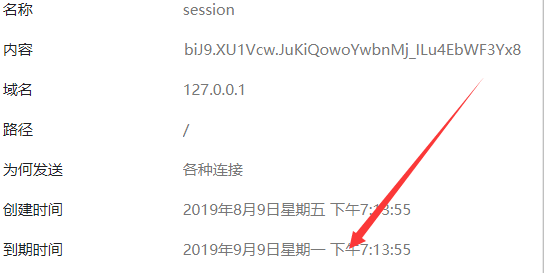 名称 session
内容 biJ9.XU1Vcw.JuKiQowoYwbnMj_ILu4EbWF3Yx8
域名 127.0.0.1
路径 /
为何发送 各种连接
创建时间 2019年8月9日星期五 下午7:13:55
到期时间 2019年9月9日星期一 下午7:13:55